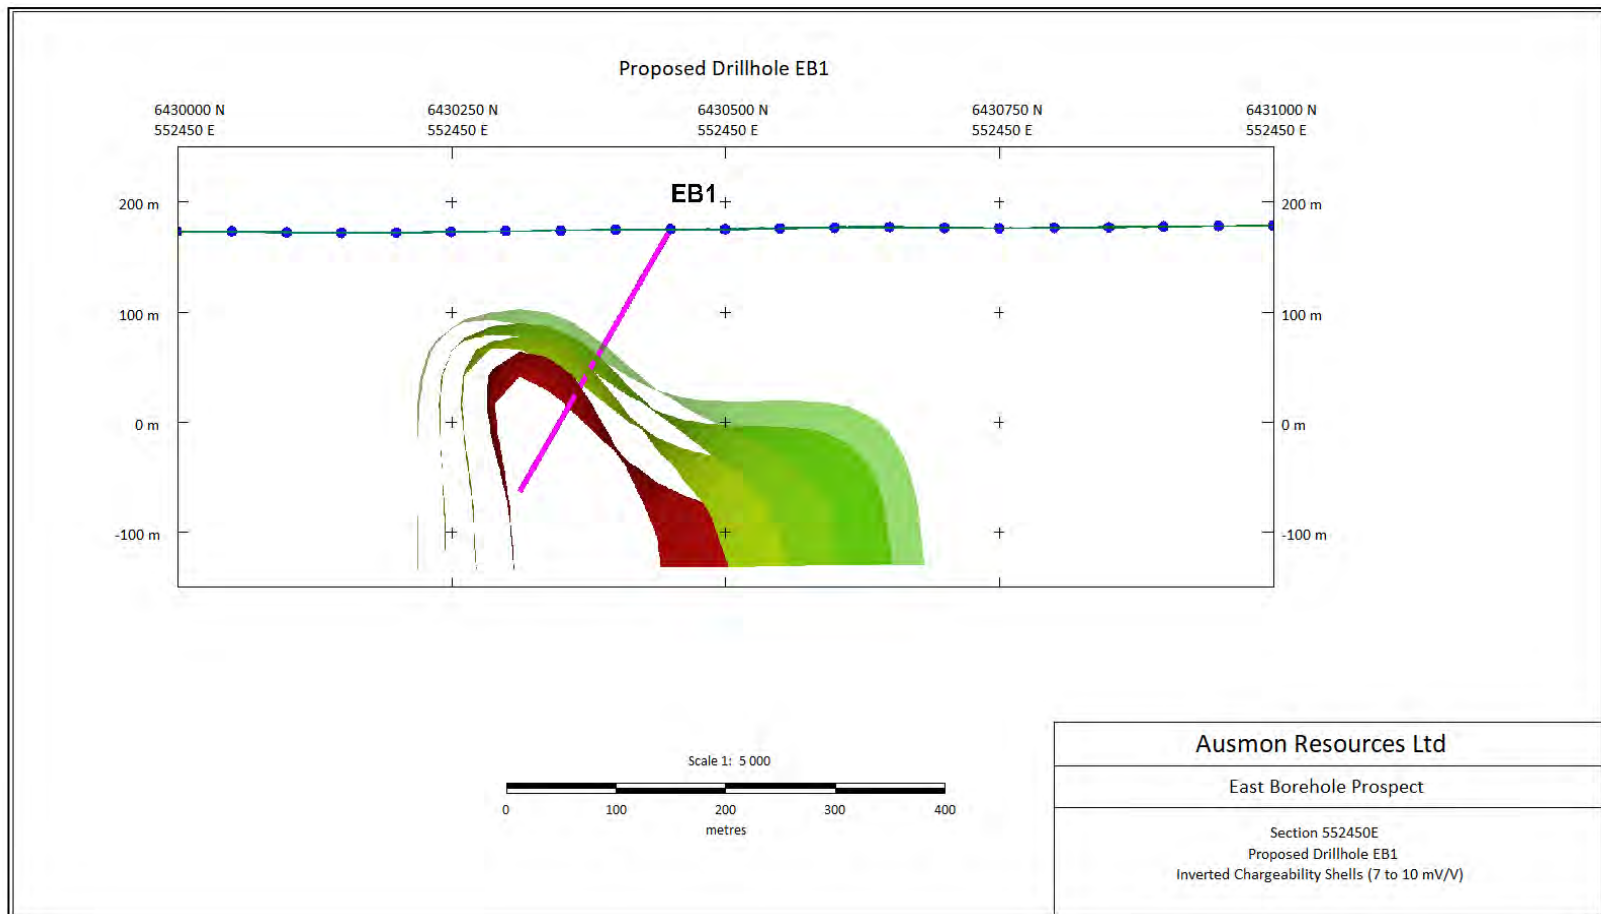 Proposed Drillhole EB1
6430000 N 6430250 N 6430500 N 6430750 N 6431000 N
552450 E 552450 E 552450 E 552450 E 552450 E
EB1
200 m 200 m
100 m 100 m
0 m 0 m
-100 m -100 m
Scale 1: 5 000
0 100 200 300 400
metres
Ausmon Resources Ltd
East Borehole Prospect
Section 552450E
Proposed Drillhole EB1
Inverted Chargeability Shells (7 to 10 mV/V)